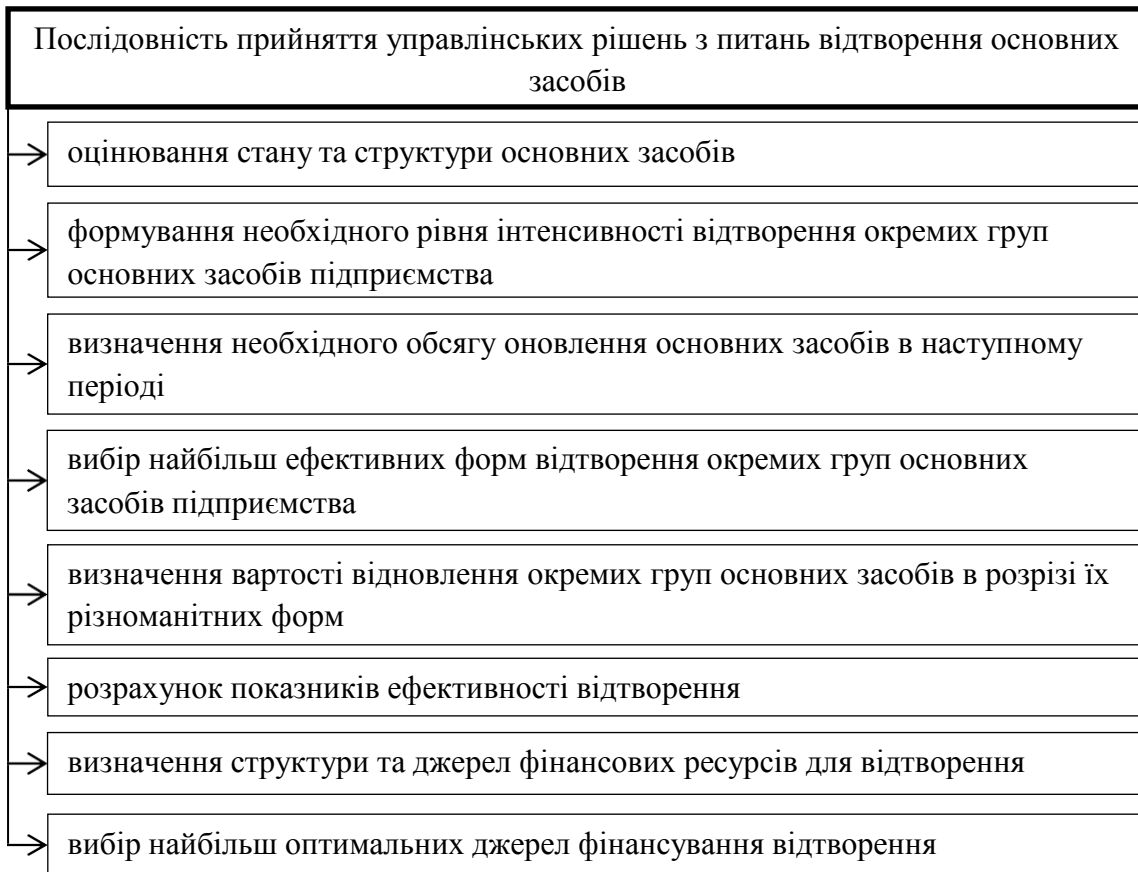 Послідовність прийняття управлінських рішень з питань відтворення основних
засобів
оцінювання стану та структури основних засобів
формування необхідного рівня інтенсивності відтворення окремих груп
основних засобів підприємства
визначення необхідного обсягу оновлення основних засобів в наступному
періоді
вибір найбільш ефективних форм відтворення окремих груп основних
засобів підприємства
визначення вартості відновлення окремих груп основних засобів в розрізі їх
різноманітних форм
розрахунок показників ефективності відтворення
визначення структури та джерел фінансових ресурсів для відтворення
вибір найбільш оптимальних джерел фінансування відтворення